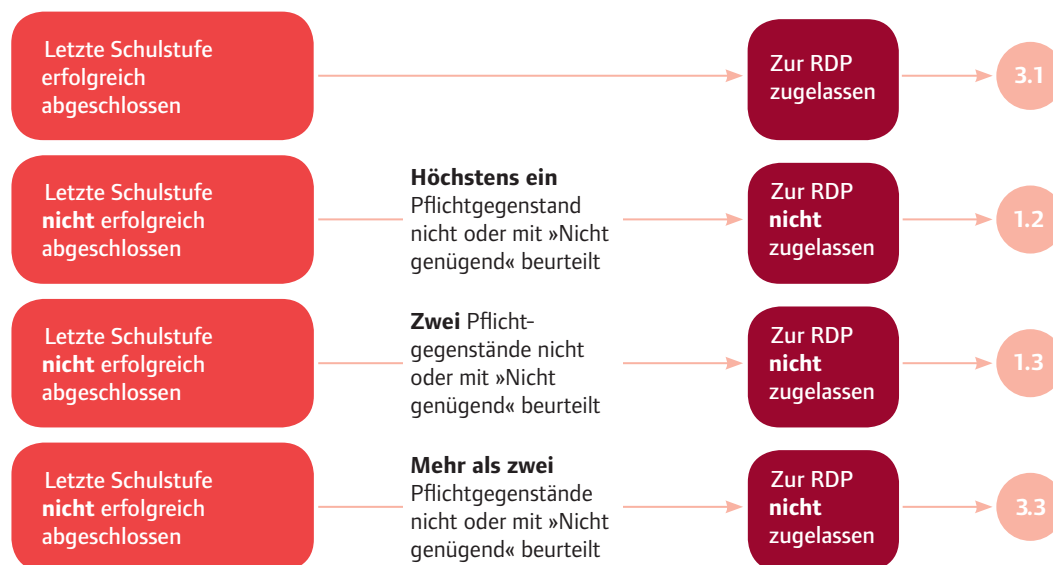 Letzte Schulstufe
erfolgreich
abgeschlossen
Zur RDP
zugelassen
3.1
Letzte Schulstufe
nicht erfolgreich
abgeschlossen
Höchstens ein
Pflichtgegenstand
nicht oder mit »Nicht
genügend« beurteilt
Zur RDP
nicht
zugelassen
1.2
Letzte Schulstufe
nicht erfolgreich
abgeschlossen
Zwei Pflicht-
gegenstände nicht
oder mit »Nicht
genügend« beurteilt
Zur RDP
nicht
zugelassen
1.3
Letzte Schulstufe
nicht erfolgreich
abgeschlossen
Mehr als zwei
Pflichtgegenstände
nicht oder mit »Nicht
genügend« beurteilt
Zur RDP
nicht
zugelassen
3.3